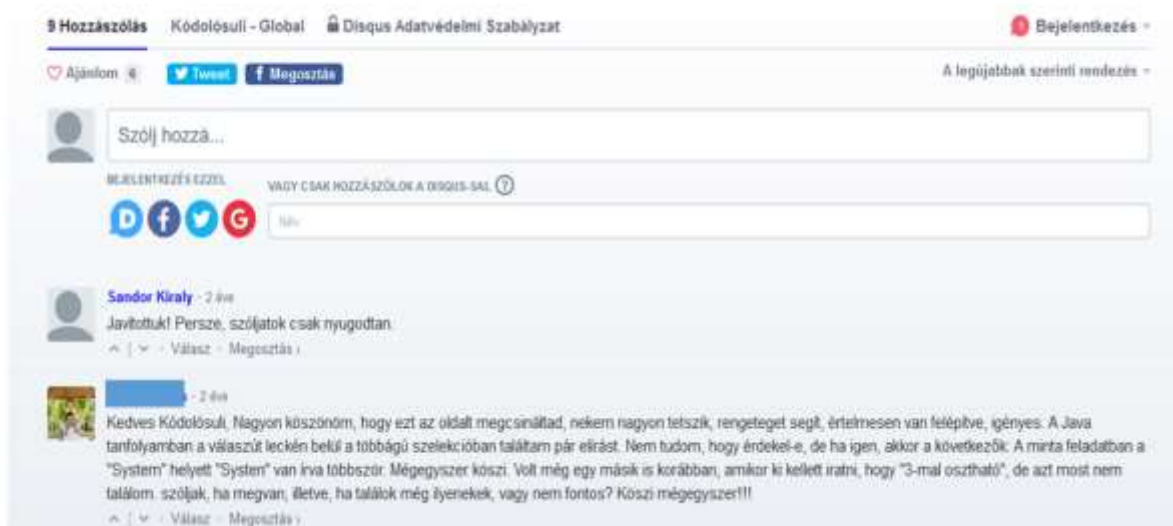 9 Hozzászólás Kódolósuli - Global Disqus Adatvédelmi Szabályzat Bejelentkezés
Ajánlom 6 Tweet Megosztás A legújabbak szerinti rendezés
Szólj hozzá...
BEJELENTKEZÉS EZZEL VAGY CSAK HOZZÁSZÓLOK A DISQUS-SAL ?
Név
Sandor Kiraly - 2 éve
Javítottuk! Persze, szóljatok csak nyugodtan.
Válasz Megosztás ›
- 2 éve
Kedves Kódolósuli, Nagyon köszönöm, hogy ezt az oldalt megcsináltad, nekem nagyon tetszik, rengeteget segít, értelmesen van felépítve, igényes. A Java
tanfolyamban a válaszút leckén belül a többágú szelekcióban találtam pár elírást. Nem tudom, hogy érdekel-e, de ha igen, akkor a következők: A minta feladatban a
"System" helyett "Systen" van írva többször. Mégegyszer köszi. Volt még egy másik is korábban, amikor ki kellett íratni, hogy "3-mal osztható", de azt most nem
találom. szóljak, ha megvan, illetve, ha találok még ilyenekek, vagy nem fontos? Köszi mégegyszer!!!
Válasz Megosztás ›